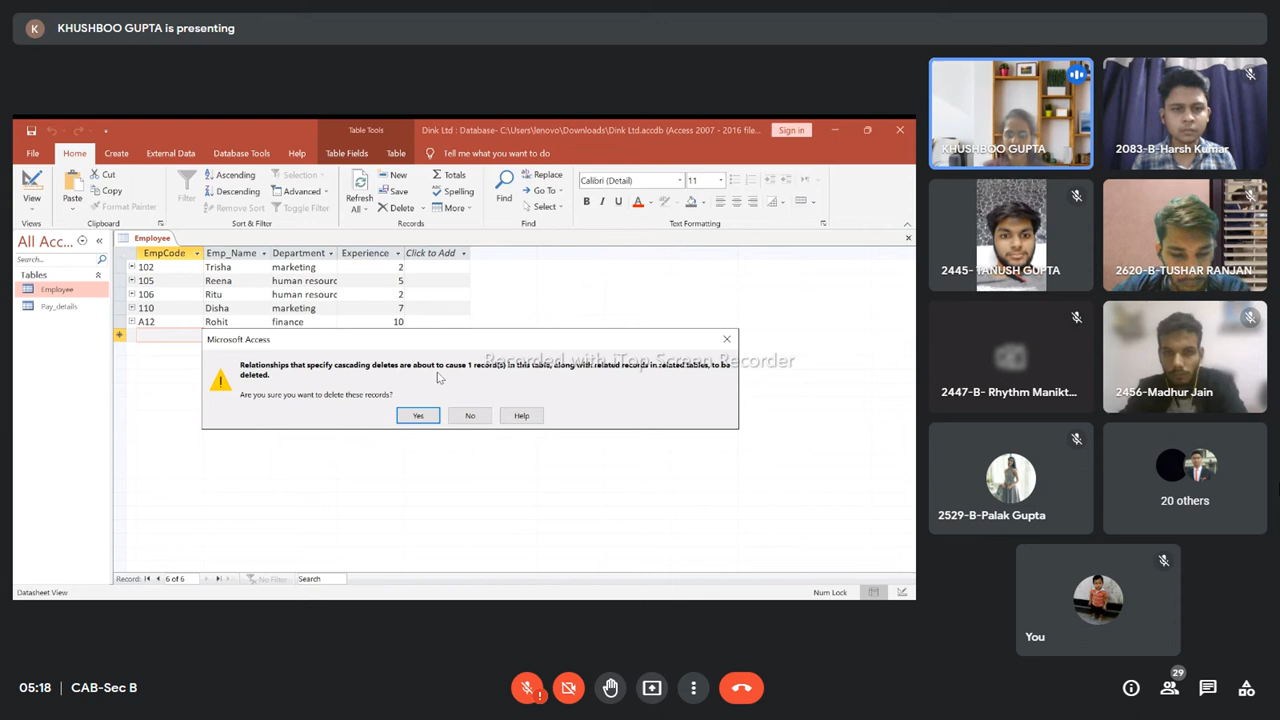 K KHUSHBOO GUPTA is presenting
Table Tools
Dink Ltd : Database- C:\Users\lenovo\Downloads\Dink Ltd.accdb (Access 2007 - 2016 file...
Sign in
File Home Create External Data Database Tools Help Table Fields Table Tell me what you want to do
View
Paste
Cut
Copy
Format Painter
Clipboard
Filter
Ascending
Descending
Remove Sort
Selection
Advanced
Toggle Filter
Sort & Filter
Refresh
All
New
Save
Delete
Totals
Spelling
More
Records
Find
Replace
Go To
Select
Find
Calibri (Detail) 11
B I U A
Text Formatting
All Acc...
Search...
Tables
Employee
Pay_details
Employee
EmpCode Emp_Name Department Experience Click to Add
102 Trisha marketing 2
105 Reena human resourc 5
106 Ritu human resourc 2
110 Disha marketing 7
A12 Rohit finance 10
Microsoft Access
Relationships that specify cascading deletes are about to cause 1 record(s) in this table, along with related records in related tables, to be
deleted.
Are you sure you want to delete these records?
Yes No Help
Recorded with iTop Screen Recorder
Record: 6 of 6 No Filter Search
Datasheet View
Num Lock
KHUSHBOO GUPTA
2083-B-Harsh Kumar
2445- TANUSH GUPTA
2620-B-TUSHAR RANJAN
2447-B- Rhythm Manikt...
2456-Madhur Jain
2529-B-Palak Gupta
20 others
You
05:18 CAB-Sec B
29